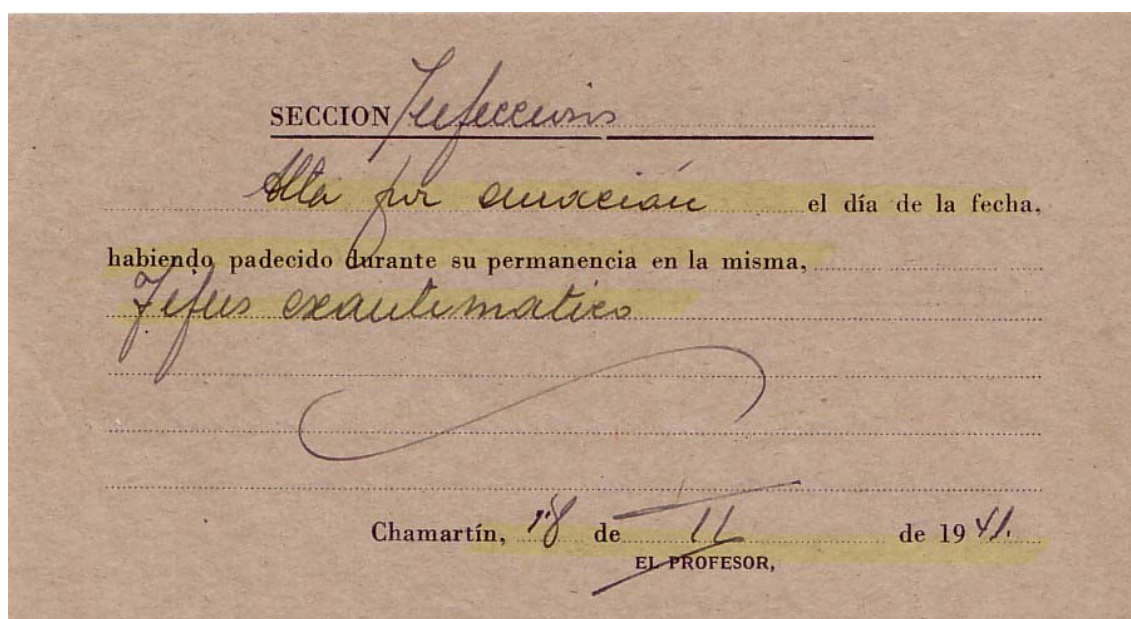 SECCION Infecciosos
Alta por curación el día de la fecha,
habiendo padecido durante su permanencia en la misma,
Tifus exantematico
Chamartín, 18 de 11 de 1941.
EL PROFESOR,